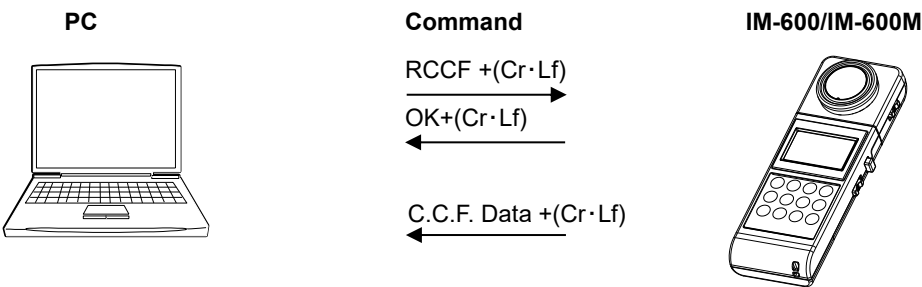 PC Command IM-600/IM-600M
RCCF +(Cr･Lf)
OK+(Cr･Lf)
C.C.F. Data +(Cr･Lf)